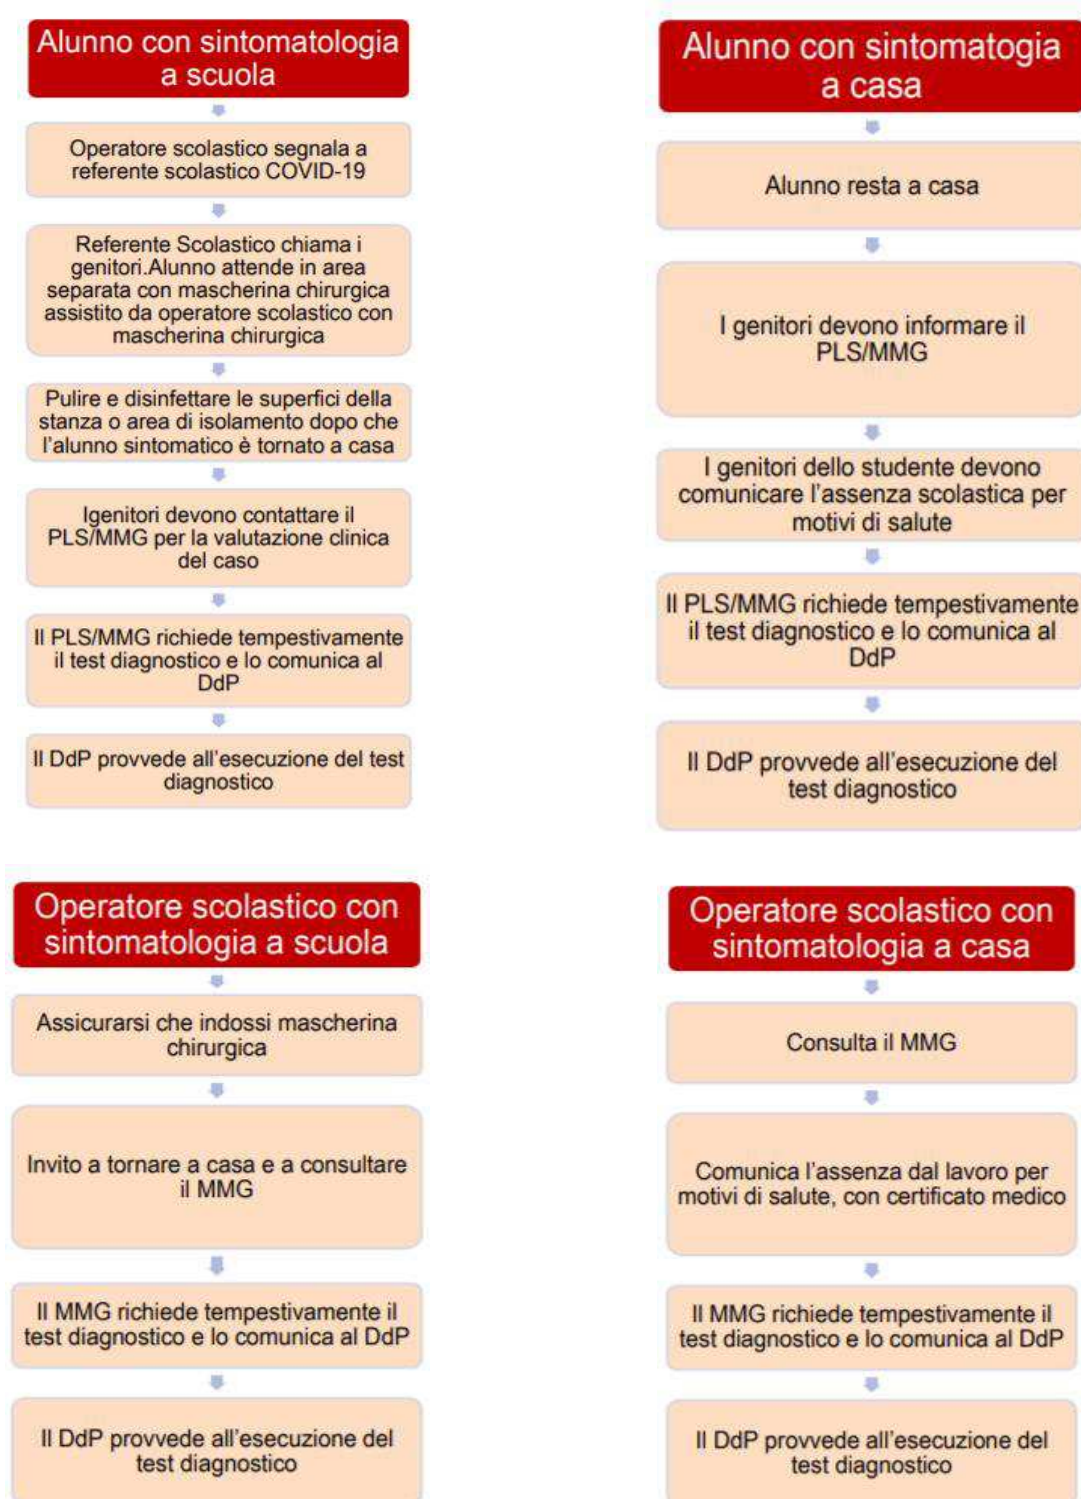 Alunno con sintomatologia
a scuola
Operatore scolastico segnala a
referente scolastico COVID-19
Referente Scolastico chiama i
genitori.Alunno attende in area
separata con mascherina chirurgica
assistito da operatore scolastico con
mascherina chirurgica
Pulire e disinfettare le superfici della
stanza o area di isolamento dopo che
l'alunno sintomatico è tornato a casa
Igenitori devono contattare il
PLS/MMG per la valutazione clinica
del caso
Il PLS/MMG richiede tempestivamente
il test diagnostico e lo comunica al
DdP
Il DdP provvede all'esecuzione del test
diagnostico
Alunno con sintomatogia
a casa
Alunno resta a casa
I genitori devono informare il
PLS/MMG
I genitori dello studente devono
comunicare l'assenza scolastica per
motivi di salute
Il PLS/MMG richiede tempestivamente
il test diagnostico e lo comunica al
DdP
Il DdP provvede all'esecuzione del
test diagnostico
Operatore scolastico con
sintomatologia a scuola
Assicurarsi che indossi mascherina
chirurgica
Invito a tornare a casa e a consultare
il MMG
Il MMG richiede tempestivamente il
test diagnostico e lo comunica al DdP
Il DdP provvede all'esecuzione del
test diagnostico
Operatore scolastico con
sintomatologia a casa
Consulta il MMG
Comunica l'assenza dal lavoro per
motivi di salute, con certificato medico
Il MMG richiede tempestivamente il
test diagnostico e lo comunica al DdP
Il DdP provvede all'esecuzione del
test diagnostico